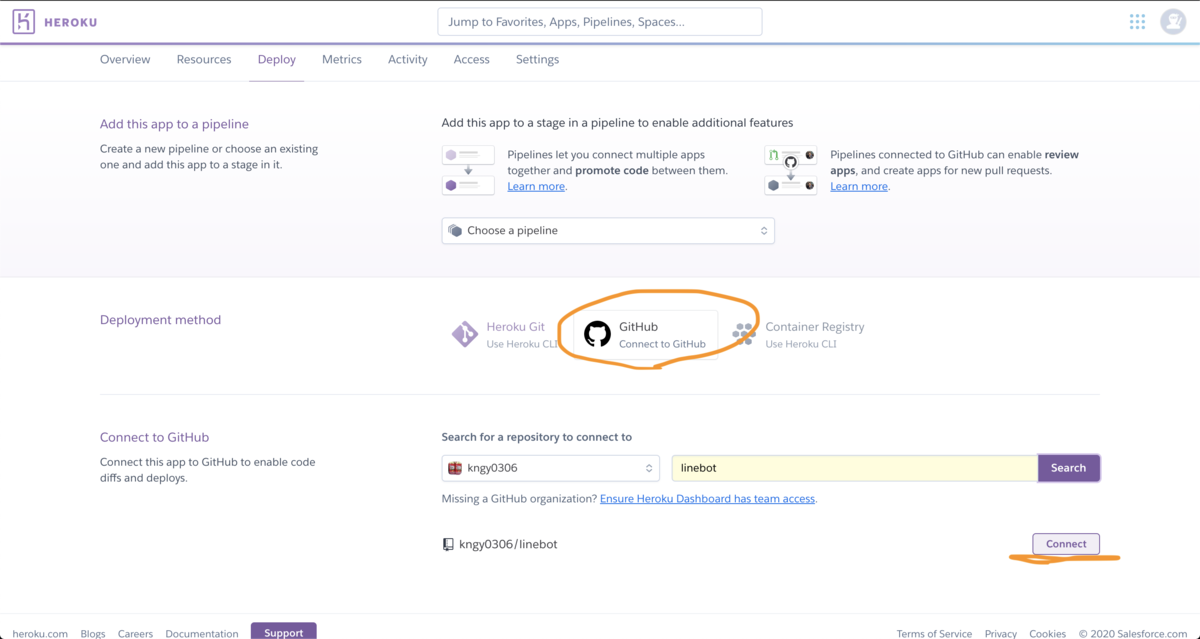 HEROKU
Jump to Favorites, Apps, Pipelines, Spaces...
Overview Resources Deploy Metrics Activity Access Settings
Add this app to a pipeline
Create a new pipeline or choose an existing
one and add this app to a stage in it.
Add this app to a stage in a pipeline to enable additional features
Pipelines let you connect multiple apps
together and promote code between them.
Learn more.
Pipelines connected to GitHub can enable review
apps, and create apps for new pull requests.
Learn more.
Choose a pipeline
Deployment method
Heroku Git
Use Heroku CLI
GitHub
Connect to GitHub
Container Registry
Use Heroku CLI
Connect to GitHub
Connect this app to GitHub to enable code
diffs and deploys.
Search for a repository to connect to
kngy0306
linebot
Search
Missing a GitHub organization? Ensure Heroku Dashboard has team access.
kngy0306/linebot
Connect
heroku.com Blogs Careers Documentation Support
Terms of Service Privacy Cookies © 2020 Salesforce.com